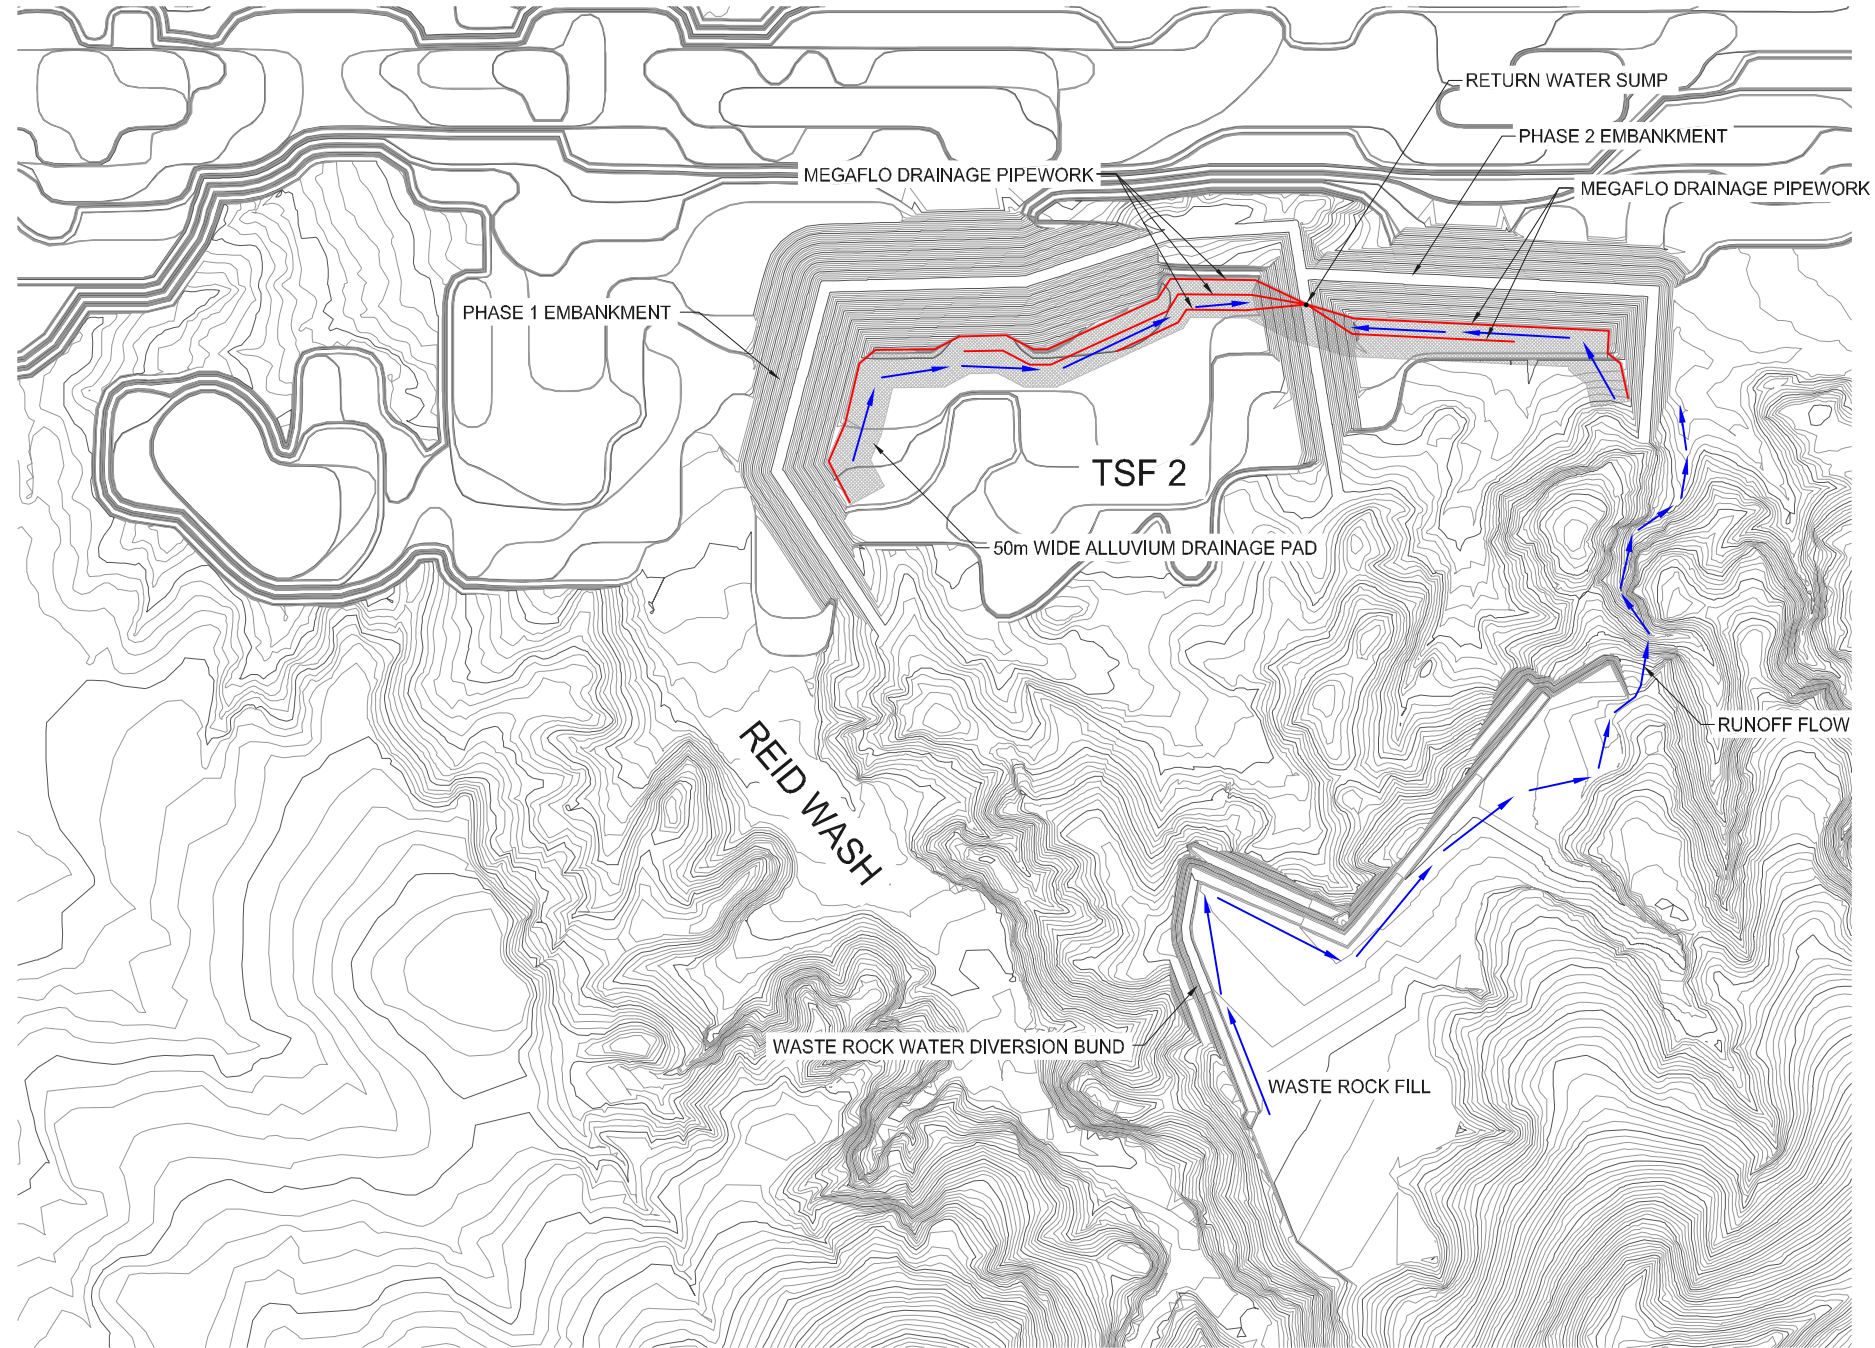 RETURN WATER SUMP
PHASE 2 EMBANKMENT
MEGAFLO DRAINAGE PIPEWORK
MEGAFLO DRAINAGE PIPEWORK
PHASE 1 EMBANKMENT
TSF 2
50m WIDE ALLUVIUM DRAINAGE PAD
RUNOFF FLOW
REID WASH
WASTE ROCK WATER DIVERSION BUND
WASTE ROCK FILL